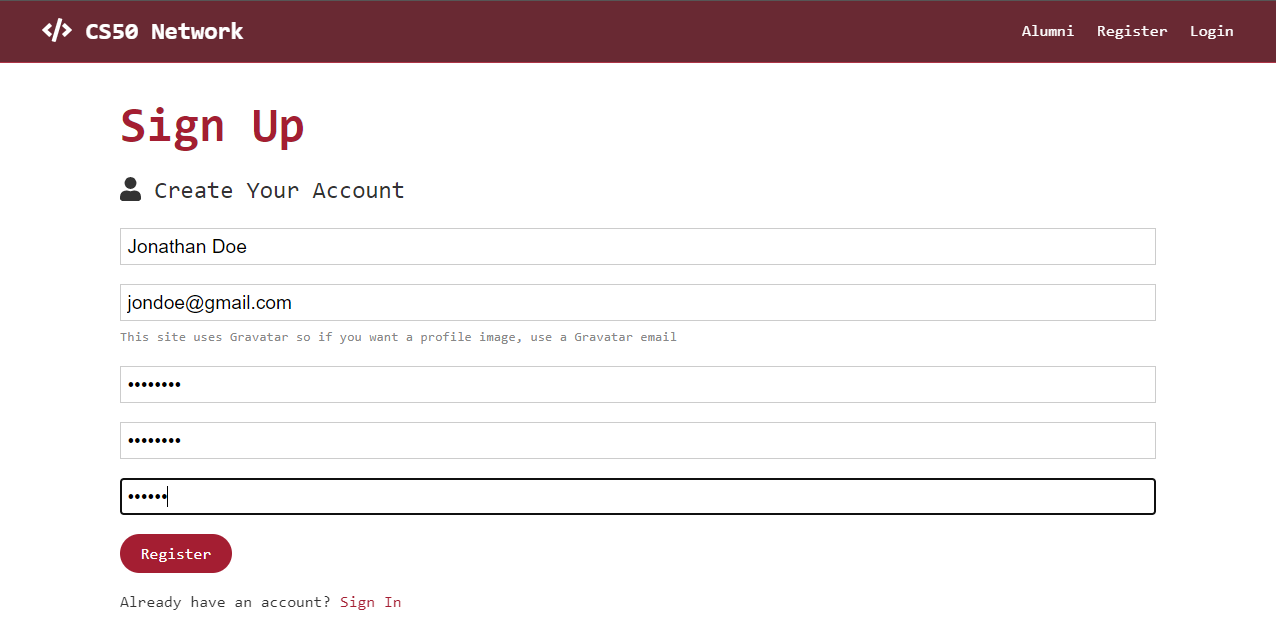 CS50 Network
Alumni Register Login
Sign Up
Create Your Account
Jonathan Doe
jondoe@gmail.com
This site uses Gravatar so if you want a profile image, use a Gravatar email
••••••••
••••••••
••••••
Register
Already have an account? Sign In